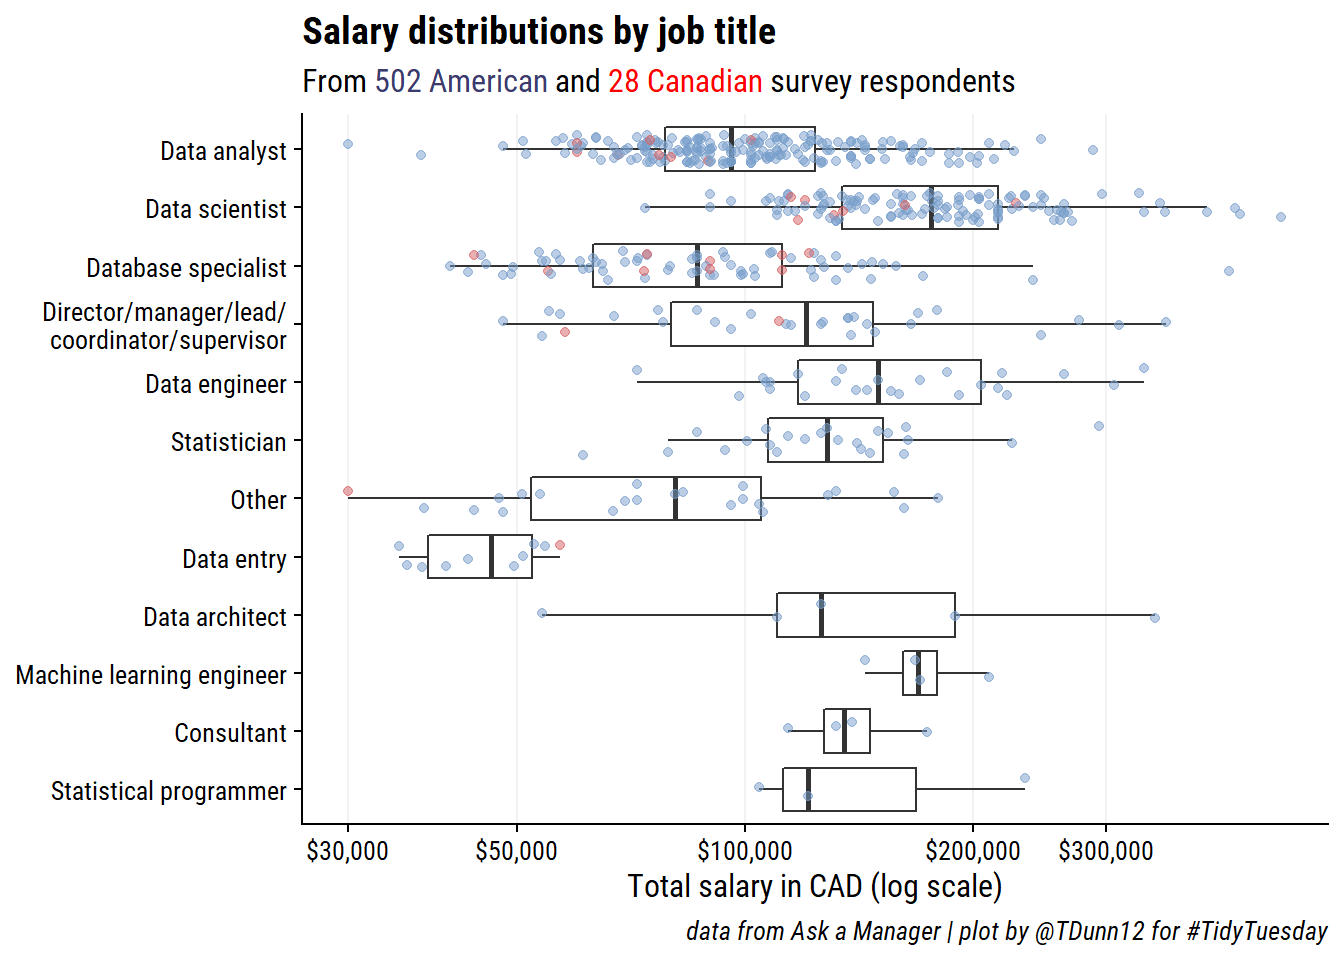 Salary distributions by job title
From 502 American and 28 Canadian survey respondents
Data analyst
Data scientist
Database specialist
Director/manager/lead/
coordinator/supervisor
Data engineer
Statistician
Other
Data entry
Data architect
Machine learning engineer
Consultant
Statistical programmer
$30,000 $50,000 $100,000 $200,000 $300,000
Total salary in CAD (log scale)
data from Ask a Manager | plot by @TDunn12 for #TidyTuesday